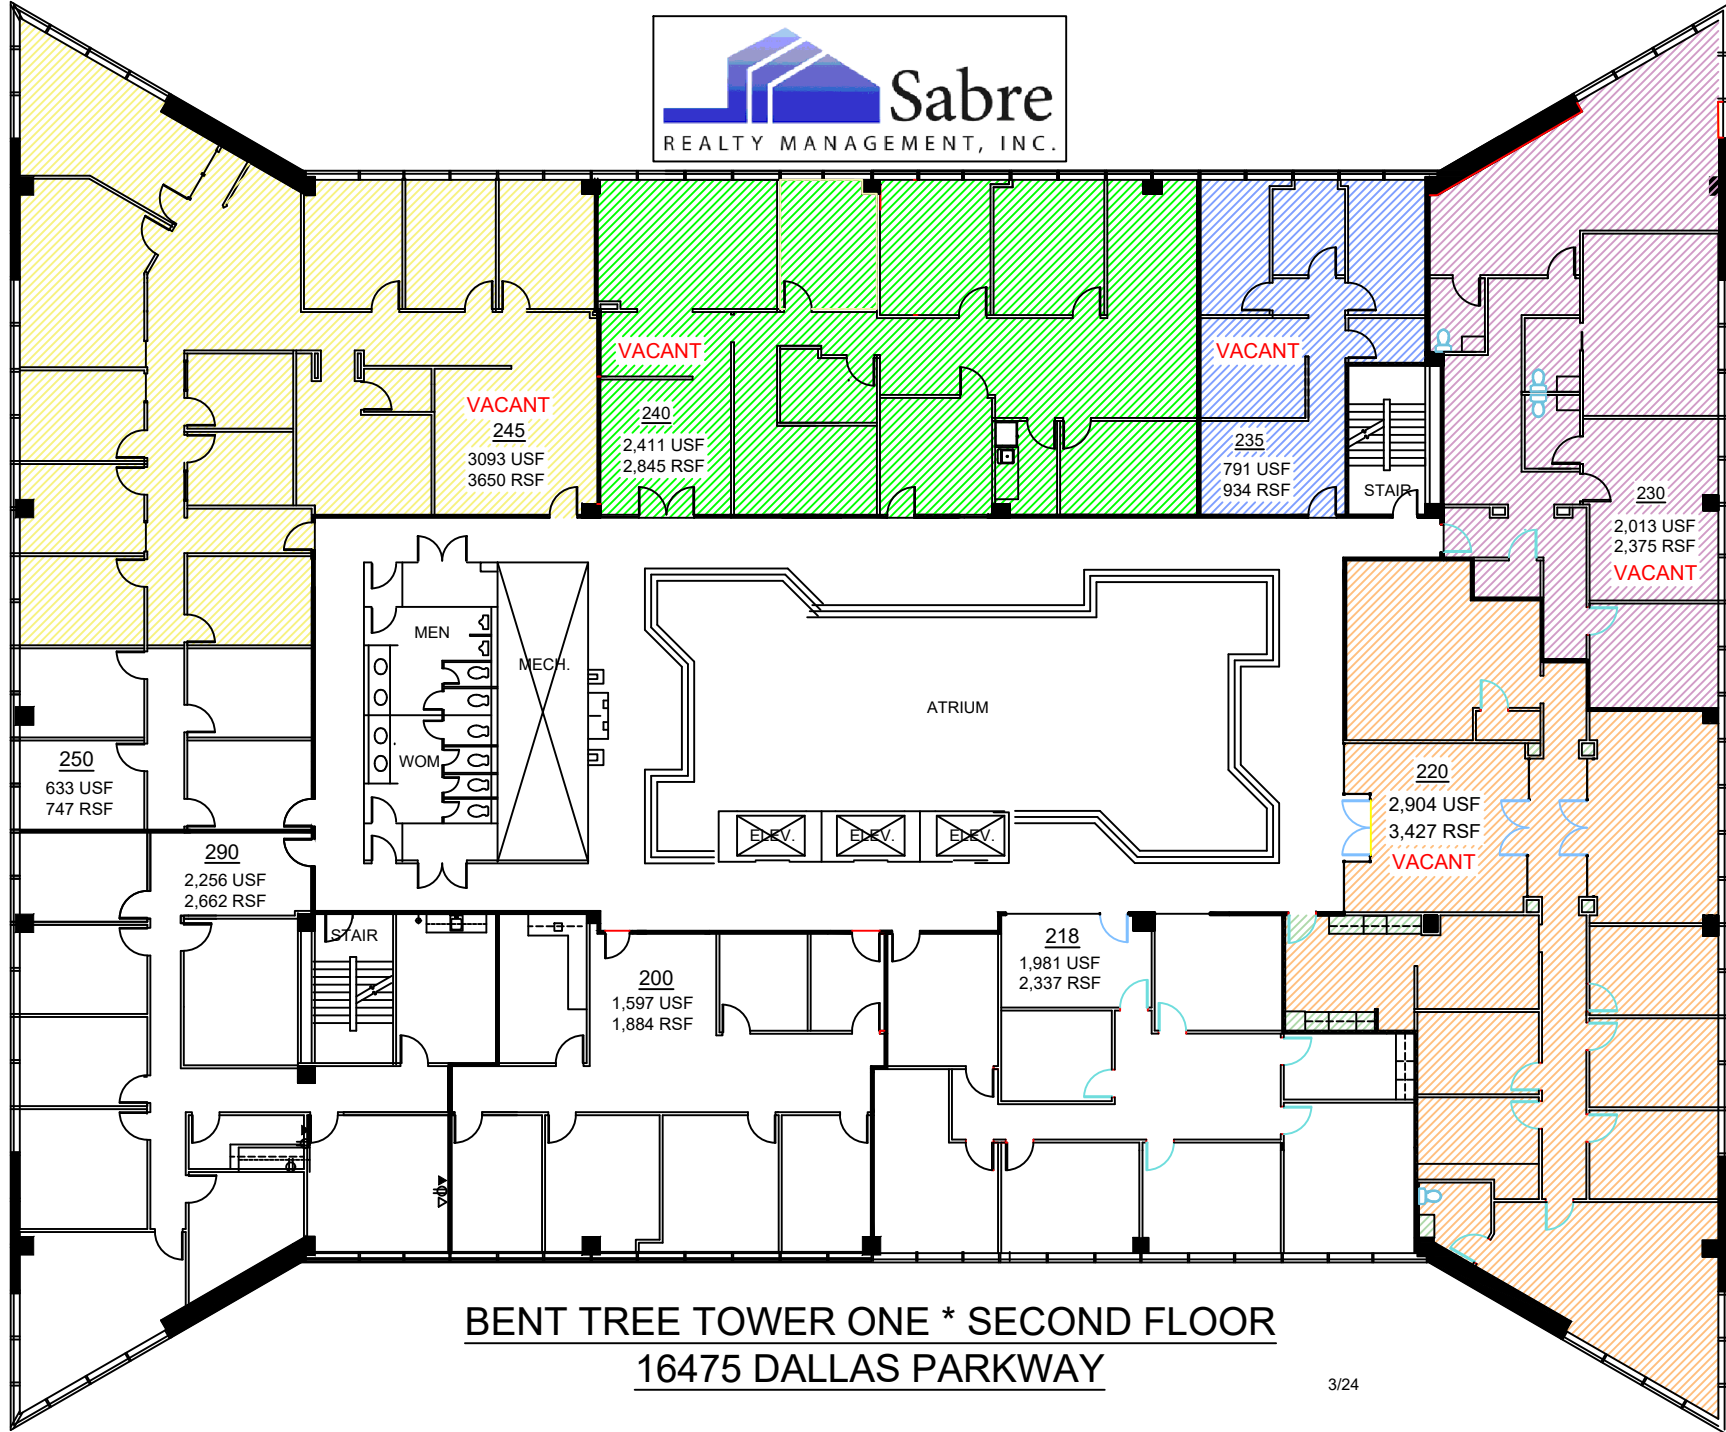 Sabre
REALTY MANAGEMENT, INC.
VACANT
245
3093 USF
3650 RSF
VACANT
240
2,411 USF
2,845 RSF
VACANT
235
791 USF
934 RSF
STAIR
230
2,013 USF
2,375 RSF
VACANT
MEN
MECH.
WOM.
ATRIUM
ELEV.
ELEV.
ELEV.
220
2,904 USF
3,427 RSF
VACANT
250
633 USF
747 RSF
290
2,256 USF
2,662 RSF
STAIR
200
1,597 USF
1,884 RSF
218
1,981 USF
2,337 RSF
BENT TREE TOWER ONE * SECOND FLOOR
16475 DALLAS PARKWAY
3/24